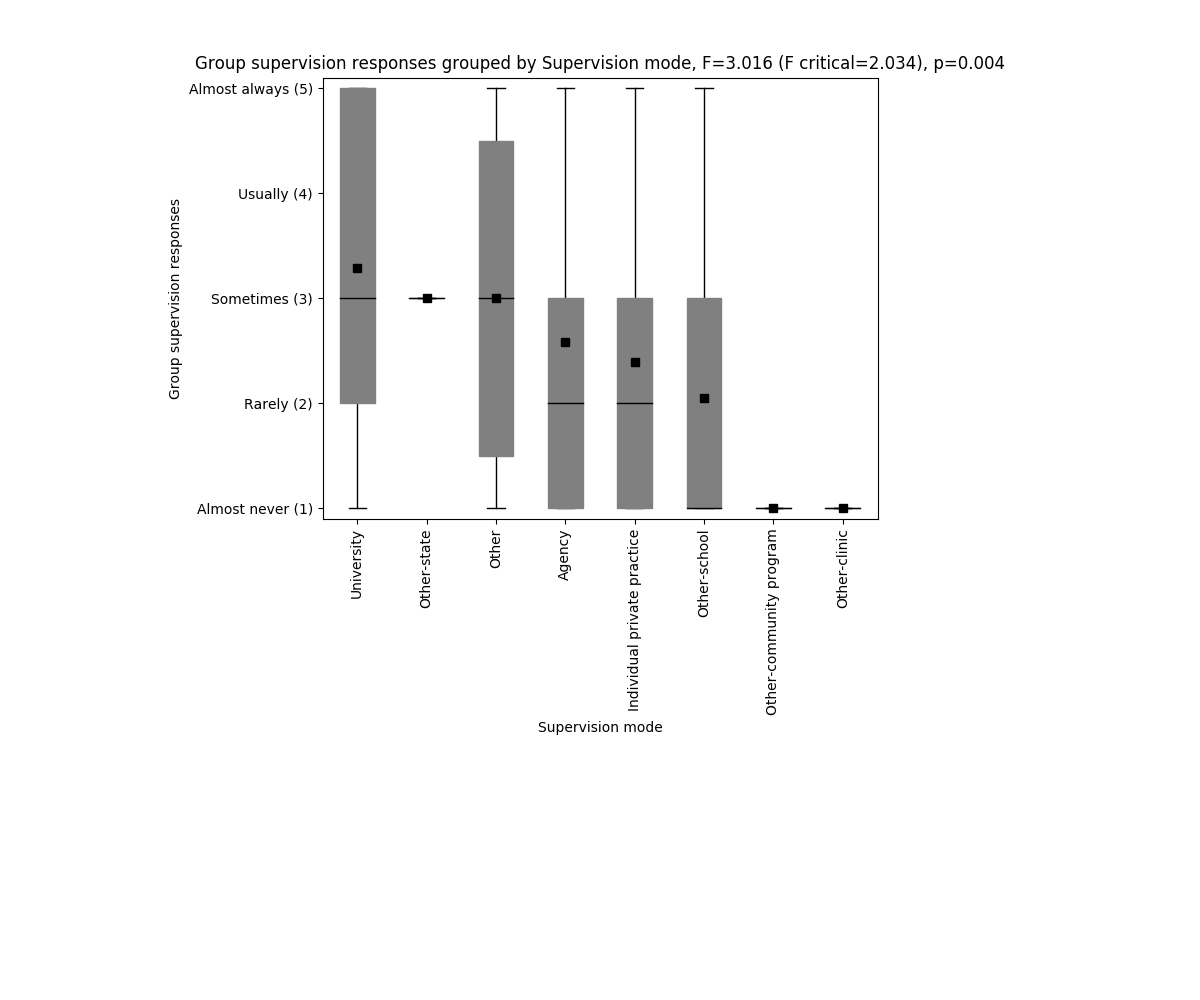 Group supervision responses grouped by Supervision mode, F=3.016 (F critical=2.034), p=0.004
Almost always (5)
Usually (4)
Sometimes (3)
Rarely (2)
Almost never (1)
Group supervision responses
University
Other-state
Other
Agency
Individual private practice
Other-school
Other-community program
Other-clinic
Supervision mode